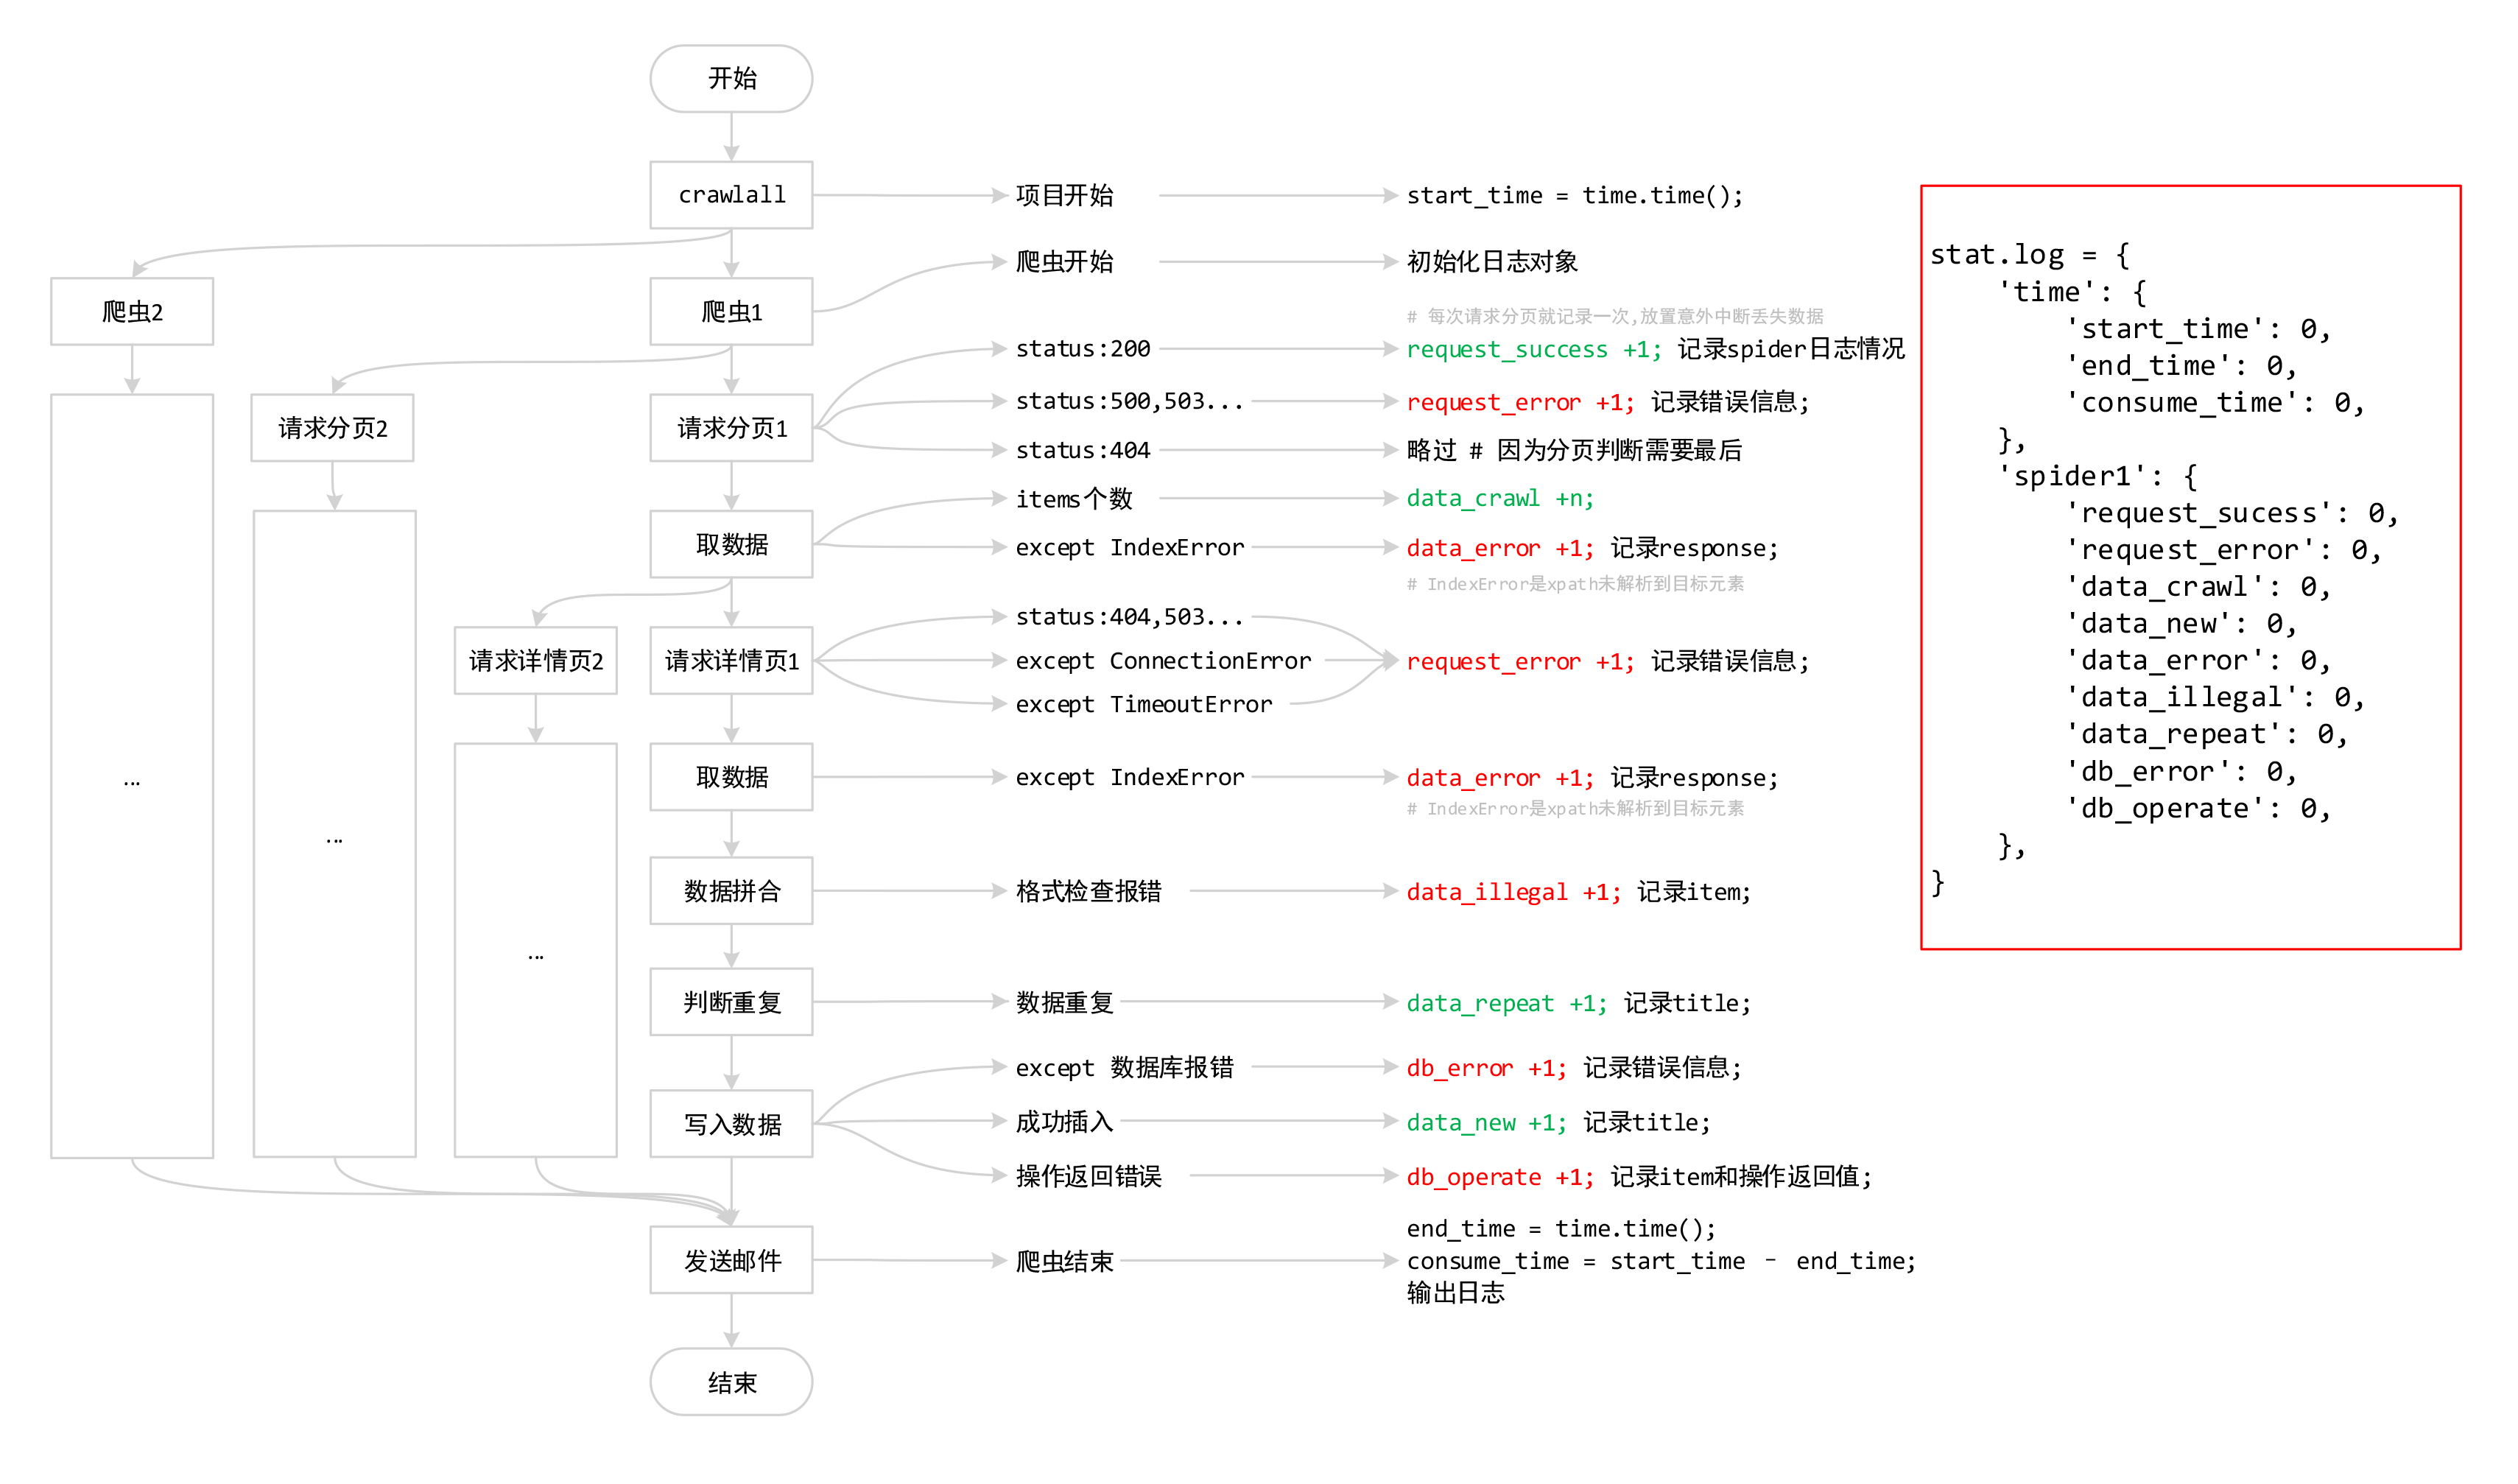 开始
crawlall
项目开始
start_time = time.time();
爬虫2
爬虫1
爬虫开始
初始化日志对象
# 每次请求分页就记录一次,放置意外中断丢失数据
请求分页2
请求分页1
status:200
request_success +1; 记录spider日志情况
status:500,503...
request_error +1; 记录错误信息;
status:404
略过 # 因为分页判断需要最后
取数据
items个数
data_crawl +n;
except IndexError
data_error +1; 记录response;
# IndexError是xpath未解析到目标元素
请求详情页2
请求详情页1
status:404,503...
except ConnectionError
request_error +1; 记录错误信息;
except TimeoutError
取数据
except IndexError
data_error +1; 记录response;
# IndexError是xpath未解析到目标元素
...
...
...
数据拼合
格式检查报错
data_illegal +1; 记录item;
判断重复
数据重复
data_repeat +1; 记录title;
写入数据
except 数据库报错
db_error +1; 记录错误信息;
成功插入
data_new +1; 记录title;
操作返回错误
db_operate +1; 记录item和操作返回值;
发送邮件
爬虫结束
end_time = time.time();
consume_time = start_time – end_time;
输出日志
结束
stat.log = {
'time': {
'start_time': 0,
'end_time': 0,
'consume_time': 0,
},
'spider1': {
'request_sucess': 0,
'request_error': 0,
'data_crawl': 0,
'data_new': 0,
'data_error': 0,
'data_illegal': 0,
'data_repeat': 0,
'db_error': 0,
'db_operate': 0,
},
}